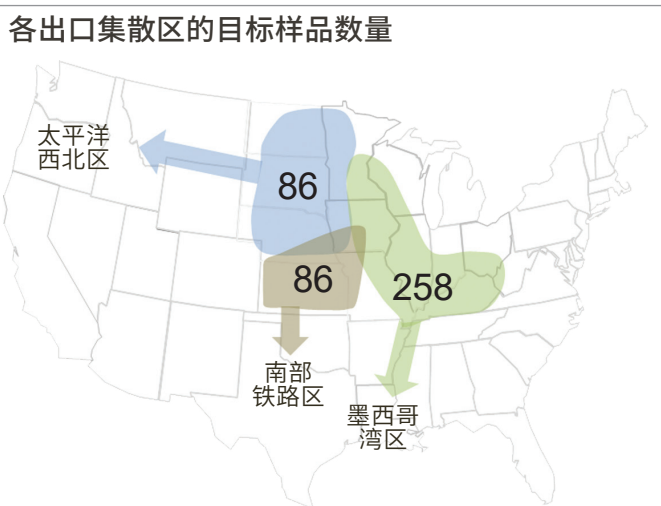 各出口集散区的目标样品数量
太平洋
西北区
86
86
258
南部
铁路区
墨西哥
湾区